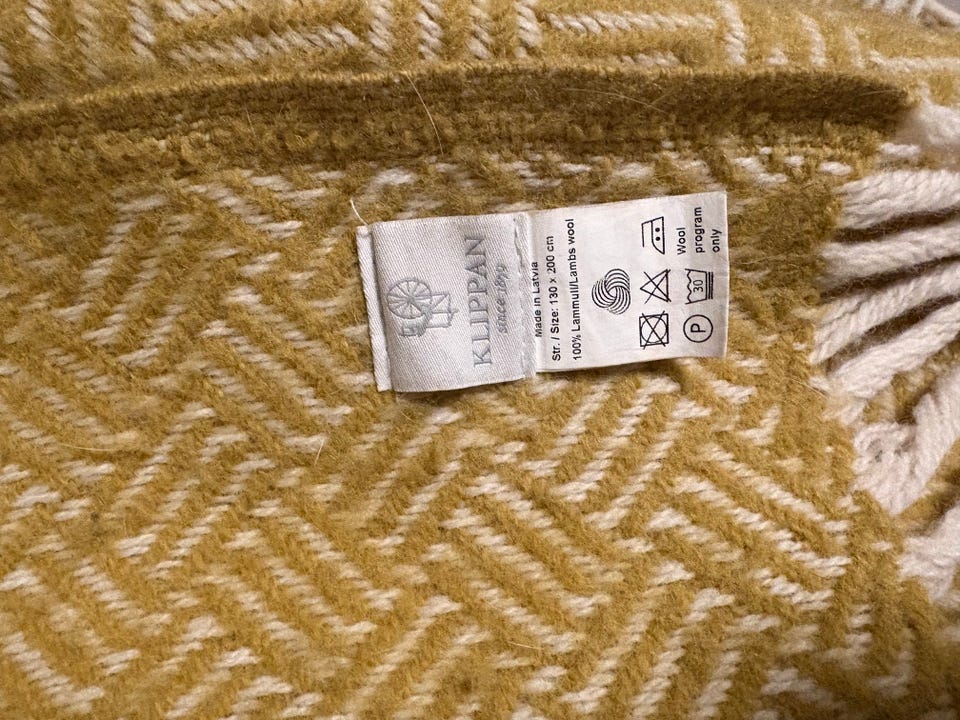 KLIPPAN
since 1879
Made in Latvia
Str. / Size: 130 x 200 cm
100% Lammull/Lambs wool
30
P
Wool
program
only